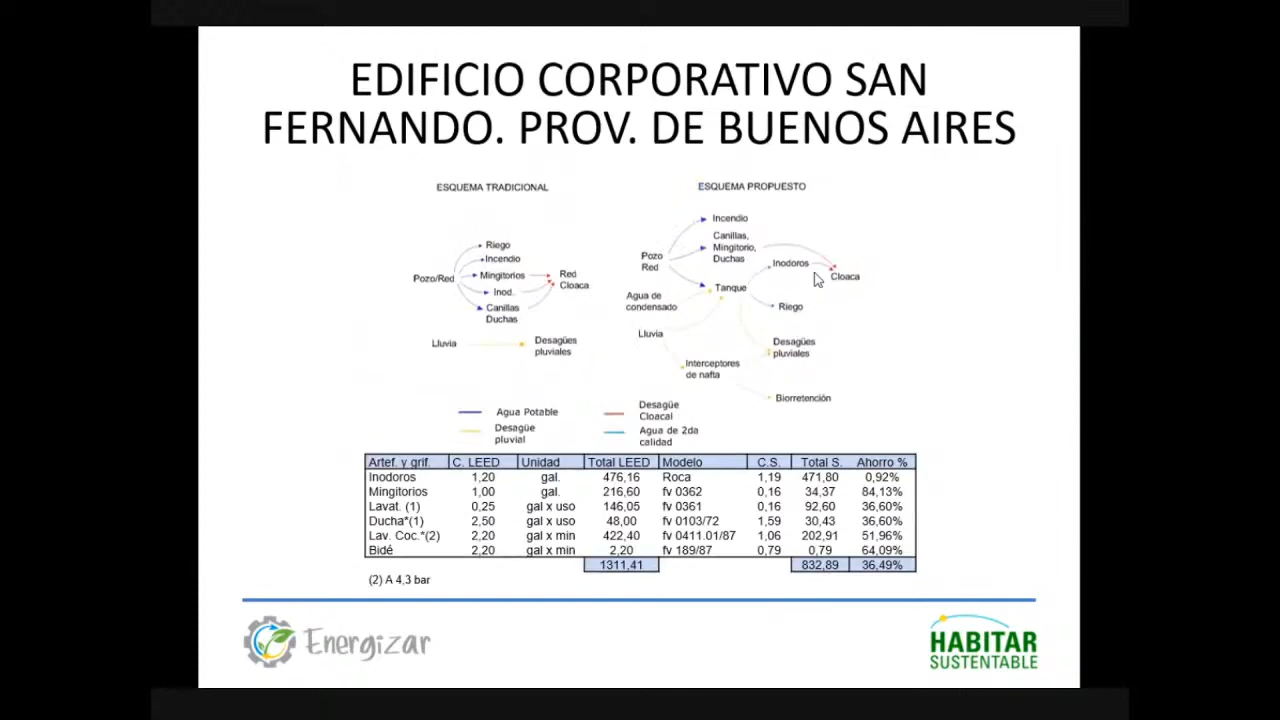 EDIFICIO CORPORATIVO SAN
FERNANDO. PROV. DE BUENOS AIRES
ESQUEMA TRADICIONAL
Pozo/Red
Riego
Incendio
Mingitorios
Inod.
Canillas
Duchas
Red
Cloaca
Lluvia
Desagües
pluviales
ESQUEMA PROPUESTO
Pozo
Red
Incendio
Canillas,
Mingitorio,
Duchas
Tanque
Inodoros
Cloaca
Agua de
condensado
Riego
Lluvia
Desagües
pluviales
Interceptores
de nafta
Biorretención
Agua Potable
Desagüe
pluvial
Desagüe
Cloacal
Agua de 2da
calidad
Artef. y grif. C. LEED Unidad Total LEED Modelo C.S. Total S. Ahorro %
Inodoros 1,20 gal. 476,16 Roca 1,19 471,80 0,92%
Mingitorios 1,00 gal. 216,60 fv 0362 0,16 34,37 84,13%
Lavat. (1) 0,25 gal x uso 146,05 fv 0361 0,16 92,60 36,60%
Ducha*(1) 2,50 gal x uso 48,00 fv 0103/72 1,59 30,43 36,60%
Lav. Coc.*(2) 2,20 gal x min 422,40 fv 0411.01/87 1,06 202,91 51,96%
Bidé 2,20 gal x min 2,20 fv 189/87 0,79 0,79 64,09%
1311,41 832,89 36,49%
(2) A 4,3 bar
Energizar
HABITAR
SUSTENTABLE